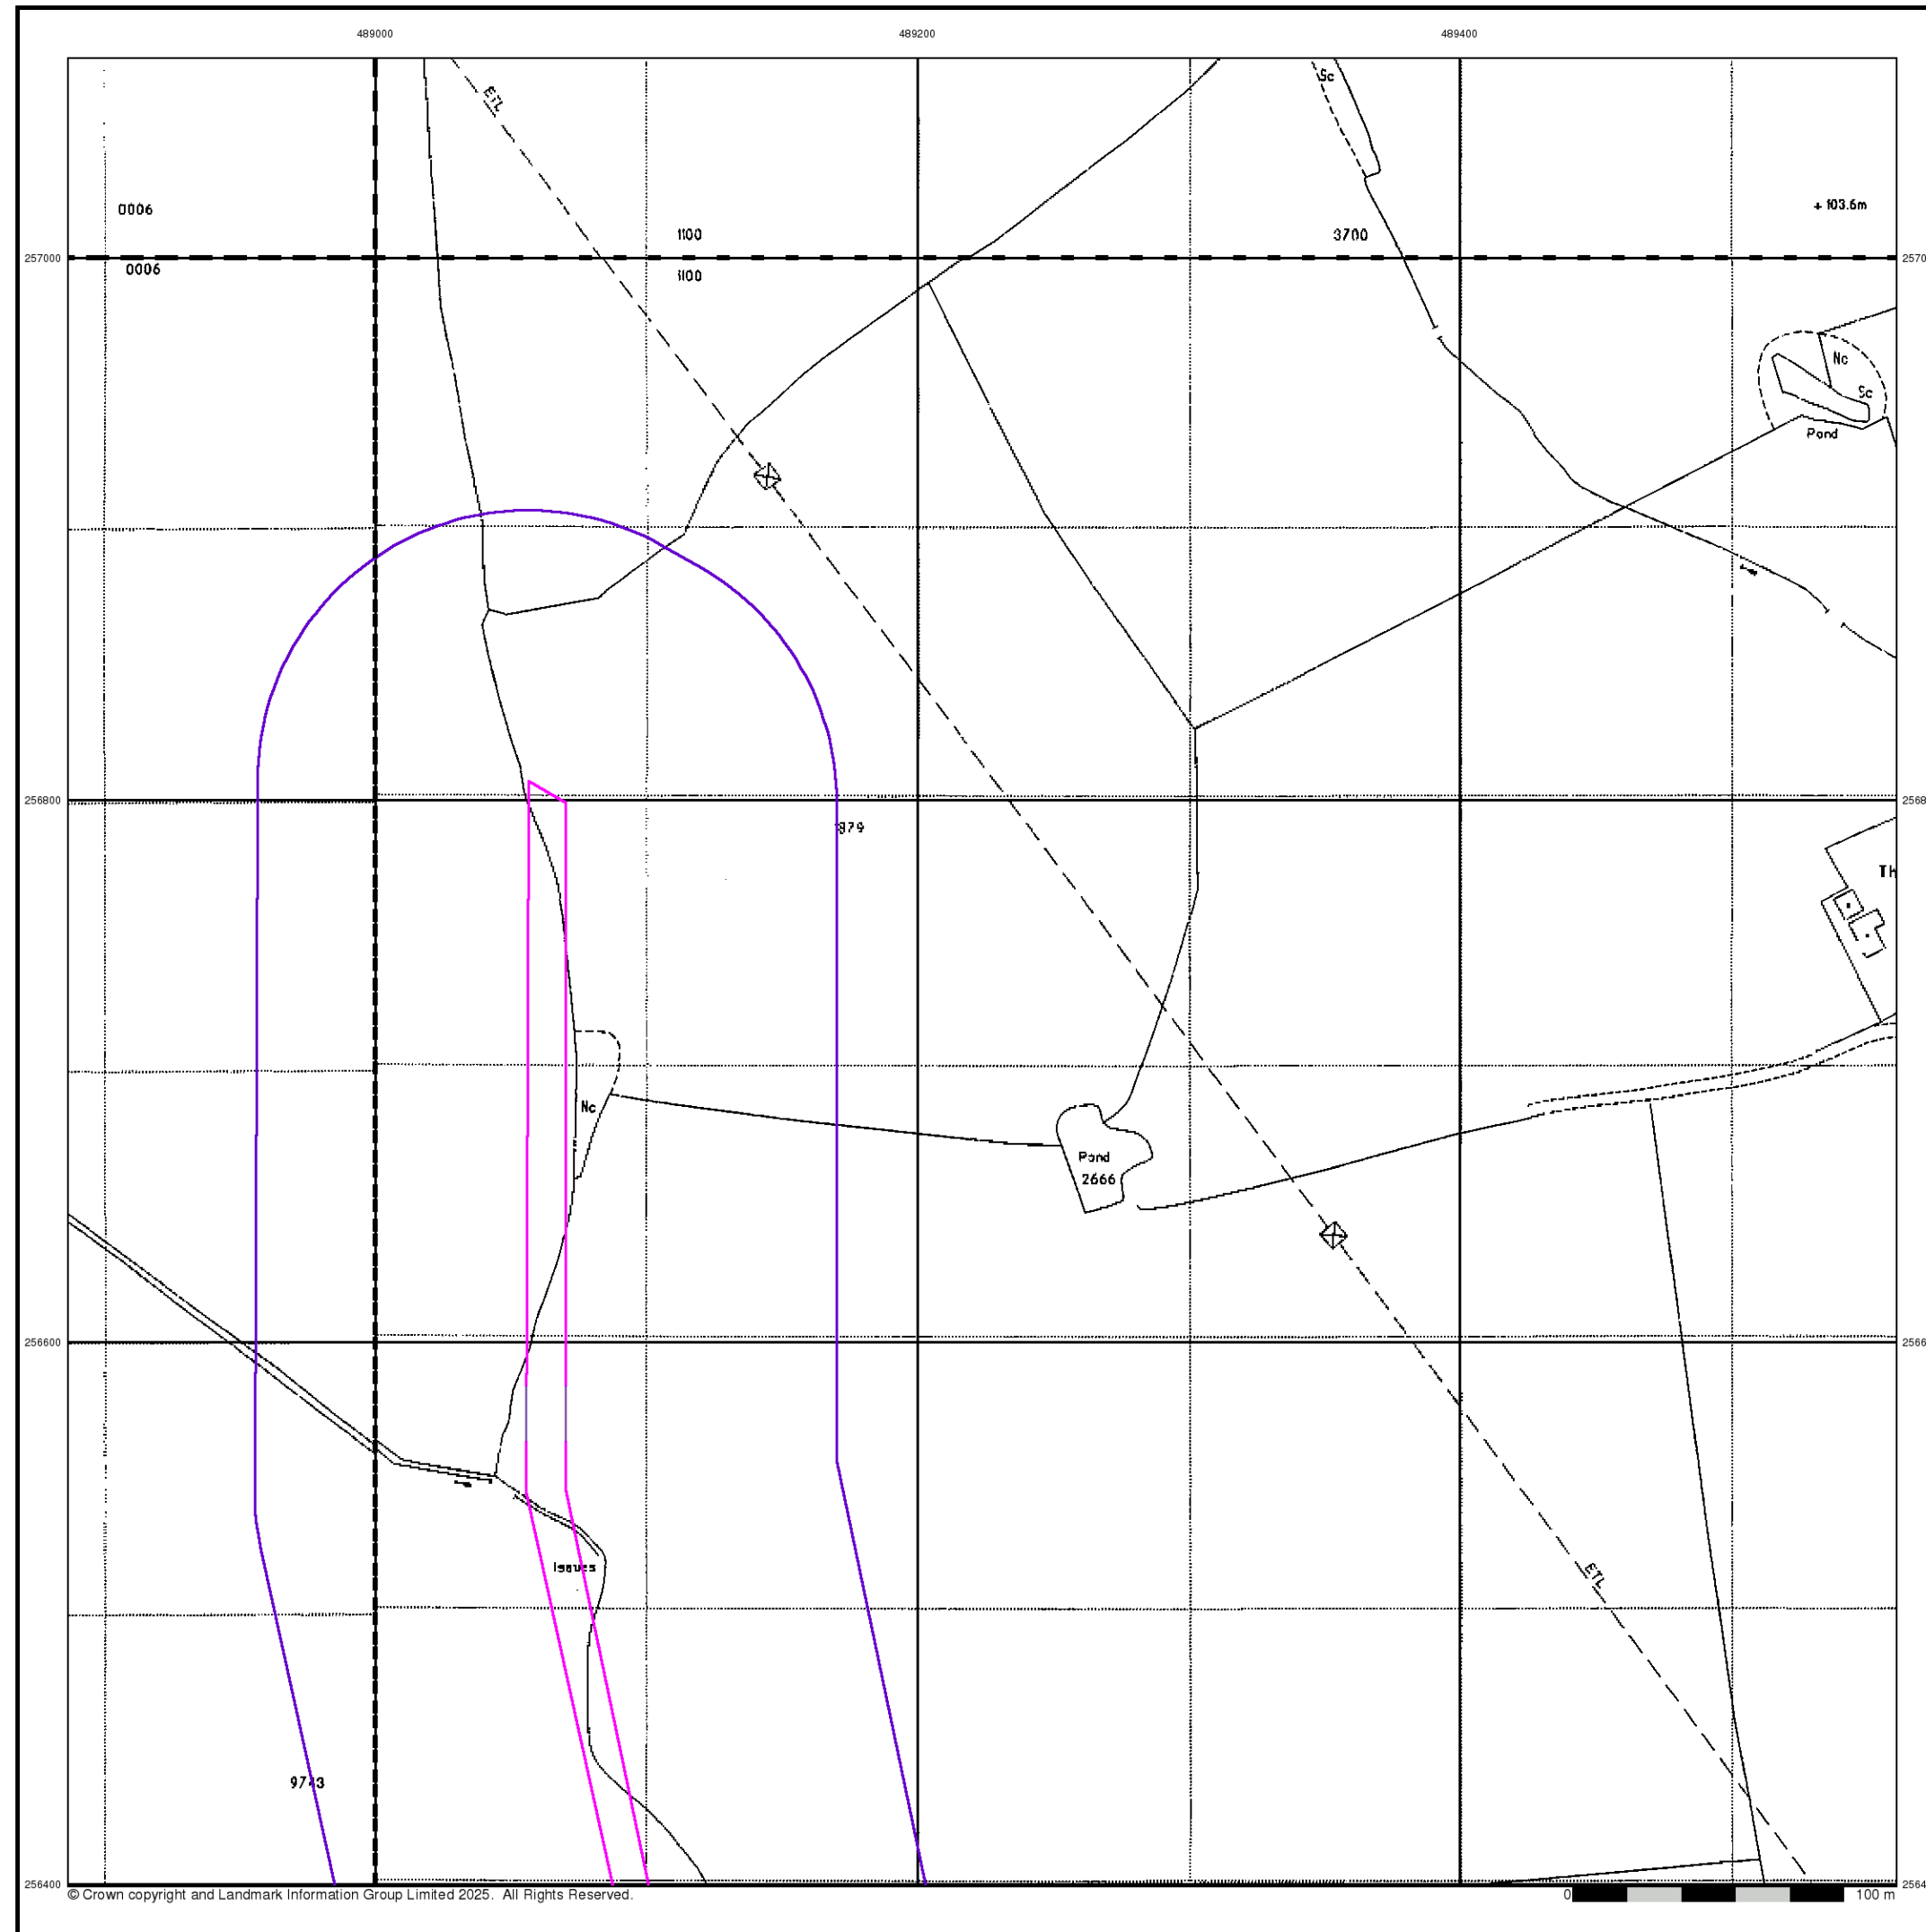 489000 489200 489400
ETL
Sc
0006
1100
3700
+ 103.6m
257000
0006
1100
Nc
Sc
Pond
256800
Th
Nc
Pond
2666
256600
Issues
ETL
256400
© Crown copyright and Landmark Information Group Limited 2025. All Rights Reserved.
0 100 m